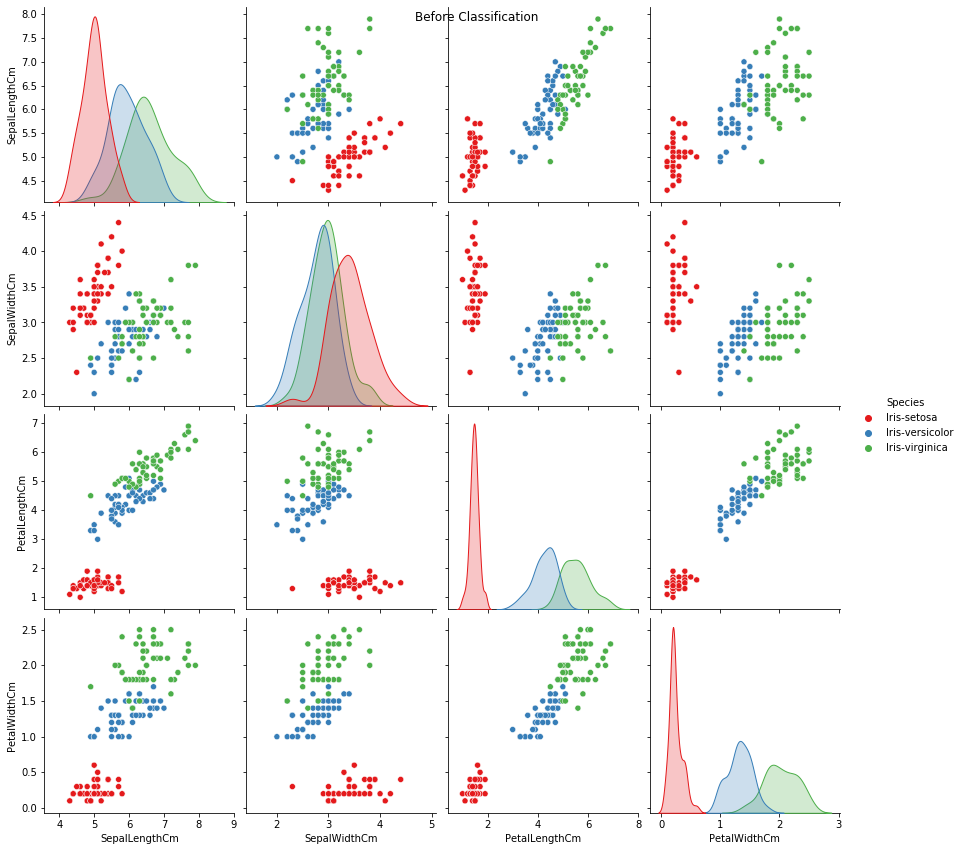 Before Classification
8.0
7.5
7.0
6.5
6.0
5.5
5.0
4.5
SepalLengthCm
4.5
4.0
3.5
3.0
2.5
2.0
SepalWidthCm
Species
Iris-setosa
Iris-versicolor
Iris-virginica
7
6
5
4
3
2
1
PetalLengthCm
2.5
2.0
1.5
1.0
0.5
0.0
PetalWidthCm
4 5 6 7 8 9
2 3 4 5
2 4 6 8
0 1 2 3
SepalLengthCm
SepalWidthCm
PetalLengthCm
PetalWidthCm